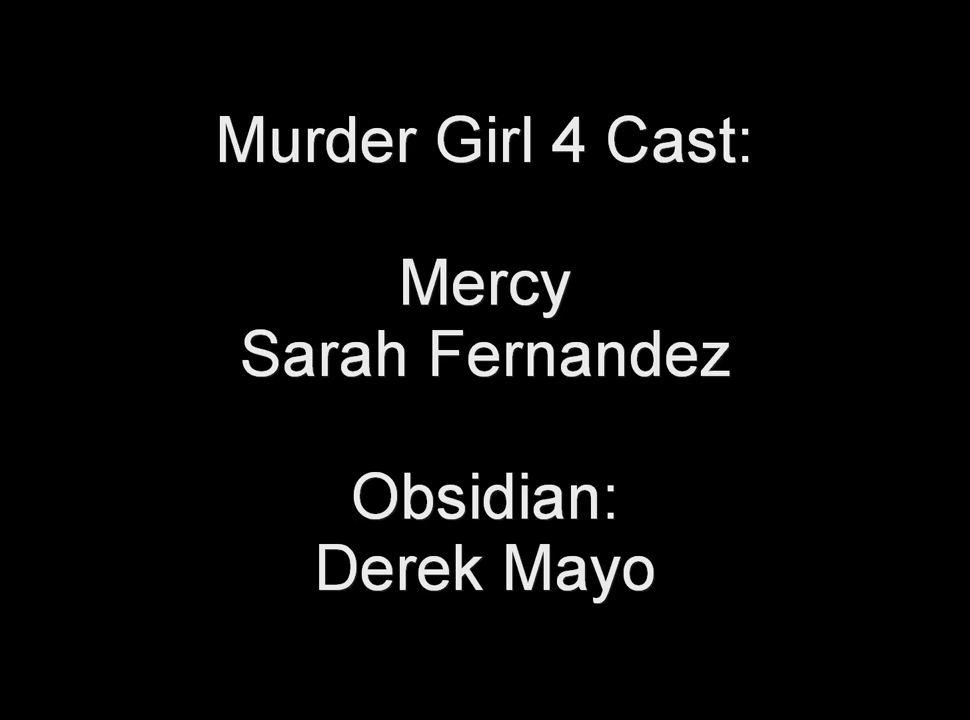 Murder Girl 4 Cast:
Mercy
Sarah Fernandez
Obsidian:
Derek Mayo